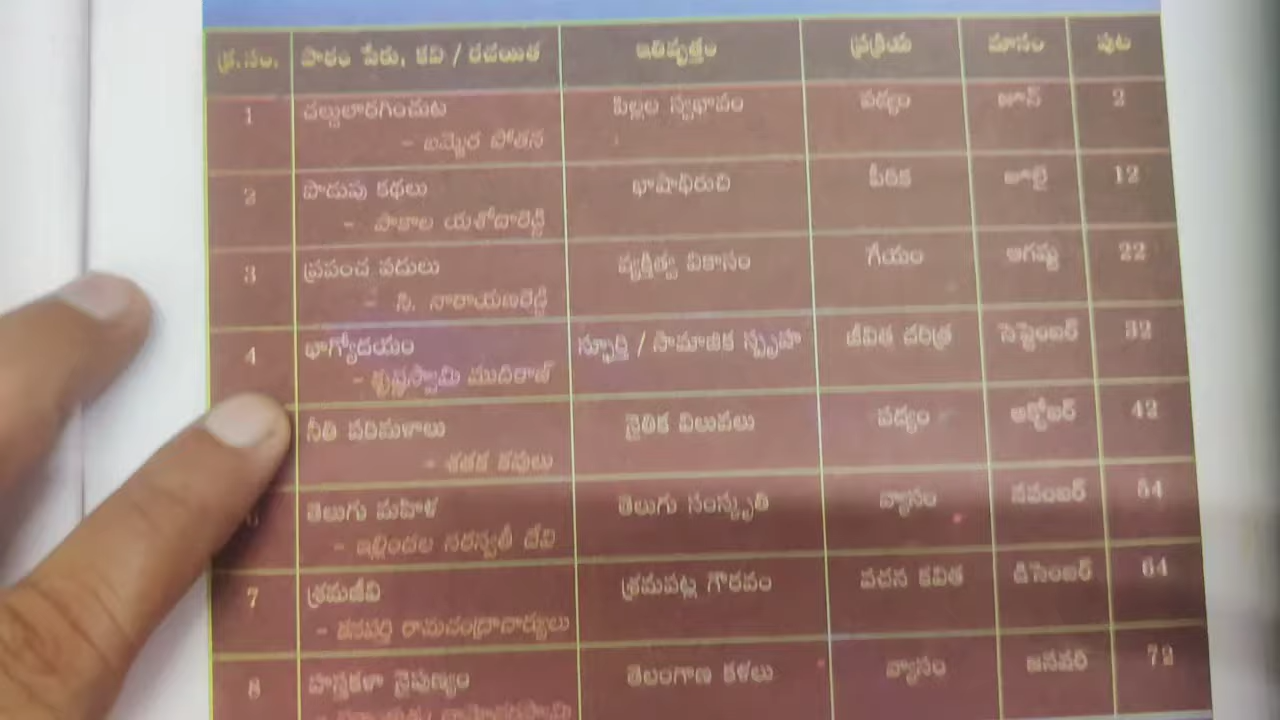 క్ర.సం. పాఠం పేరు, కవి / రచయిత ఇతివృత్తం ప్రక్రియ మాసం పుట
1 చల్దులారగించుట పిల్లల స్వభావం పద్యం జూన్ 2
- బమ్మెర పోతన
2 పొడుపు కథలు భాషాభిరుచి పీఠిక జూలై 12
- పాకాల యశోదారెడ్డి
3 ప్రపంచ పదులు వ్యక్తిత్వ వికాసం గేయం ఆగష్టు 22
- సి. నారాయణరెడ్డి
4 భాగ్యోదయం స్ఫూర్తి / సామాజిక స్పృహ జీవిత చరిత్ర సెప్టెంబర్ 32
- కృష్ణస్వామి ముదిరాజ్
నీతి పరిమళాలు నైతిక విలువలు పద్యం అక్టోబర్ 42
- శతక కవులు
తెలుగు మహిళ తెలుగు సంస్కృతి వ్యాసం నవంబర్ 54
- ఇల్లిందల సరస్వతీ దేవి
7 శ్రమజీవి శ్రమపట్ల గౌరవం వచన కవిత డిసెంబర్ 64
రామచంద్రాచార్యులు
8 హస్తకళా నైపుణ్యం తెలంగాణ కళలు వ్యాసం జనవరి 72